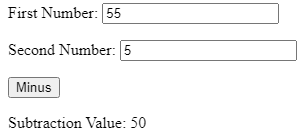 First Number: 55
Second Number: 5
Minus
Subtraction Value: 50